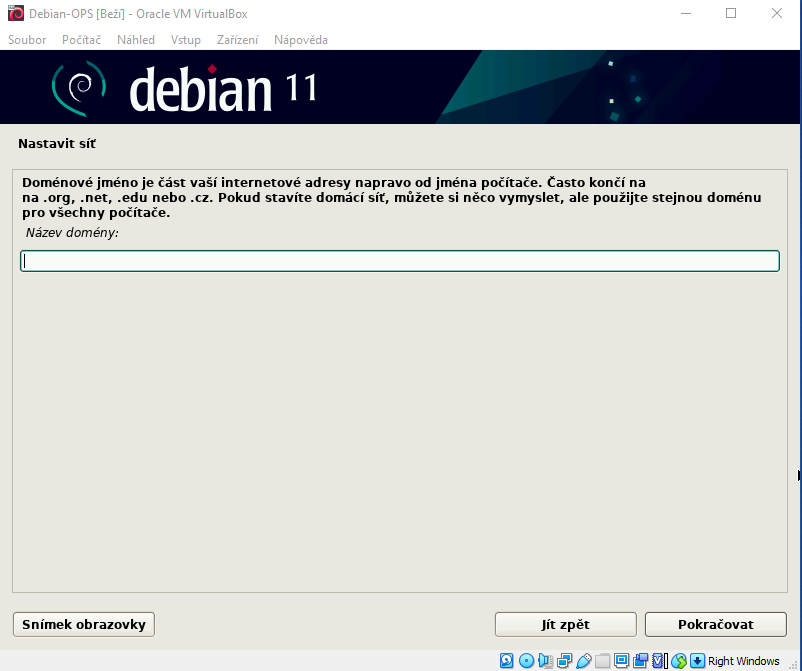 Debian-OPS [Beží] - Oracle VM VirtualBox
Soubor Počítač Náhled Vstup Zařízení Nápověda
debian 11
Nastavit síť
Doménové jméno je část vaší internetové adresy napravo od jména počítače. Často končí na
na .org, .net, .edu nebo .cz. Pokud stavíte domácí síť, můžete si něco vymyslet, ale použijte stejnou doménu
pro všechny počítače.
Název domény:
Snímek obrazovky Jít zpět Pokračovat
Right Windows